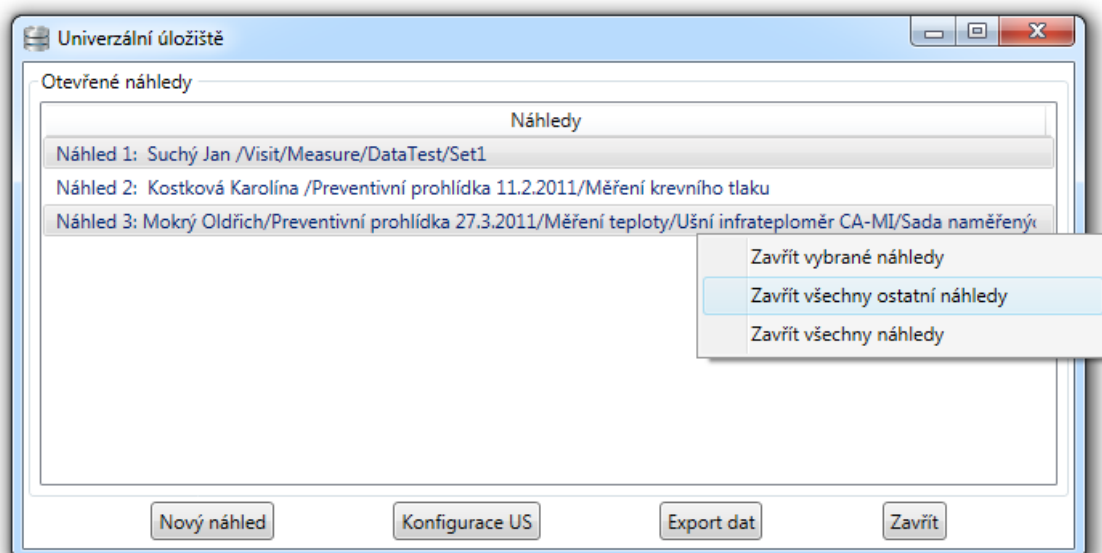 Univerzální úložiště
Otevřené náhledy
Náhledy
Náhled 1:  Suchý Jan /Visit/Measure/DataTest/Set1
Náhled 2:  Kostková Karolína /Preventivní prohlídka 11.2.2011/Měření krevního tlaku
Náhled 3: Mokrý Oldřich/Preventivní prohlídka 27.3.2011/Měření teploty/Ušní infrateploměr CA-MI/Sada
Zavřít vybrané náhledy
Zavřít všechny ostatní náhledy
Zavřít všechny náhledy
Nový náhled
Konfigurace US
Export dat
Zavřít